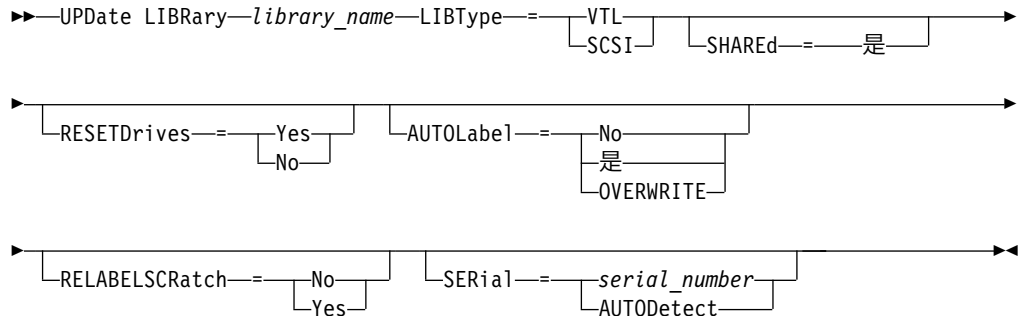 UPDate LIBRary library_name LIBType = VTL
SCSI SHAREd = 是
RESETDrives = Yes AUTOLabel = No
No 是
OVERWRITE
RELABELSCRatch = No SERial = serial_number
Yes AUTODetect